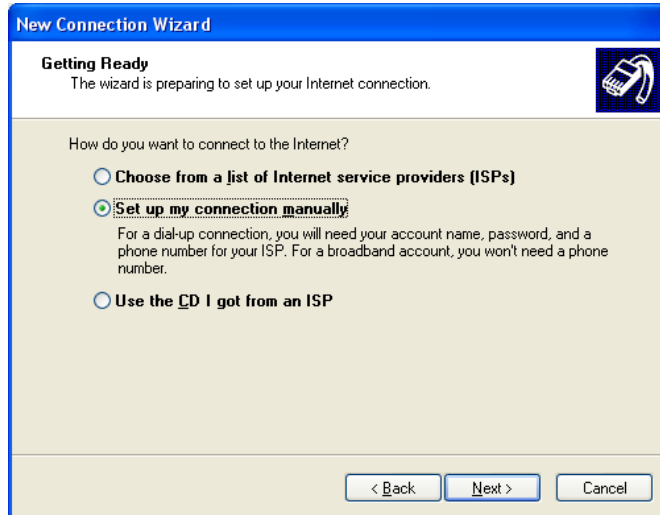 New Connection Wizard
Getting Ready
The wizard is preparing to set up your Internet connection.
How do you want to connect to the Internet?
Choose from a list of Internet service providers (ISPs)
Set up my connection manually
For a dial-up connection, you will need your account name, password, and a
phone number for your ISP. For a broadband account, you won't need a phone
number.
Use the CD I got from an ISP
< Back Next > Cancel